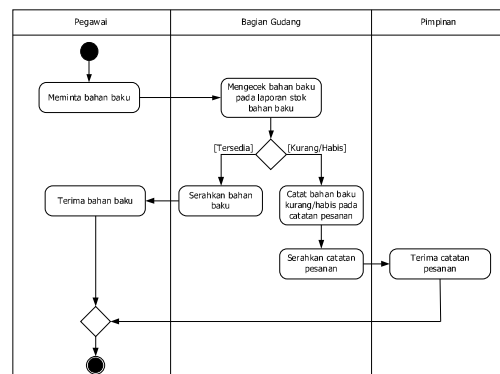 Pegawai
Bagian Gudang
Pimpinan
Meminta bahan baku
Mengecek bahan baku
pada laporan stok
bahan baku
[Tersedia]
[Kurang/Habis]
Terima bahan baku
Serahkan bahan
baku
Catat bahan baku
kurang/habis pada
catatan pesanan
Serahkan catatan
pesanan
Terima catatan
pesanan